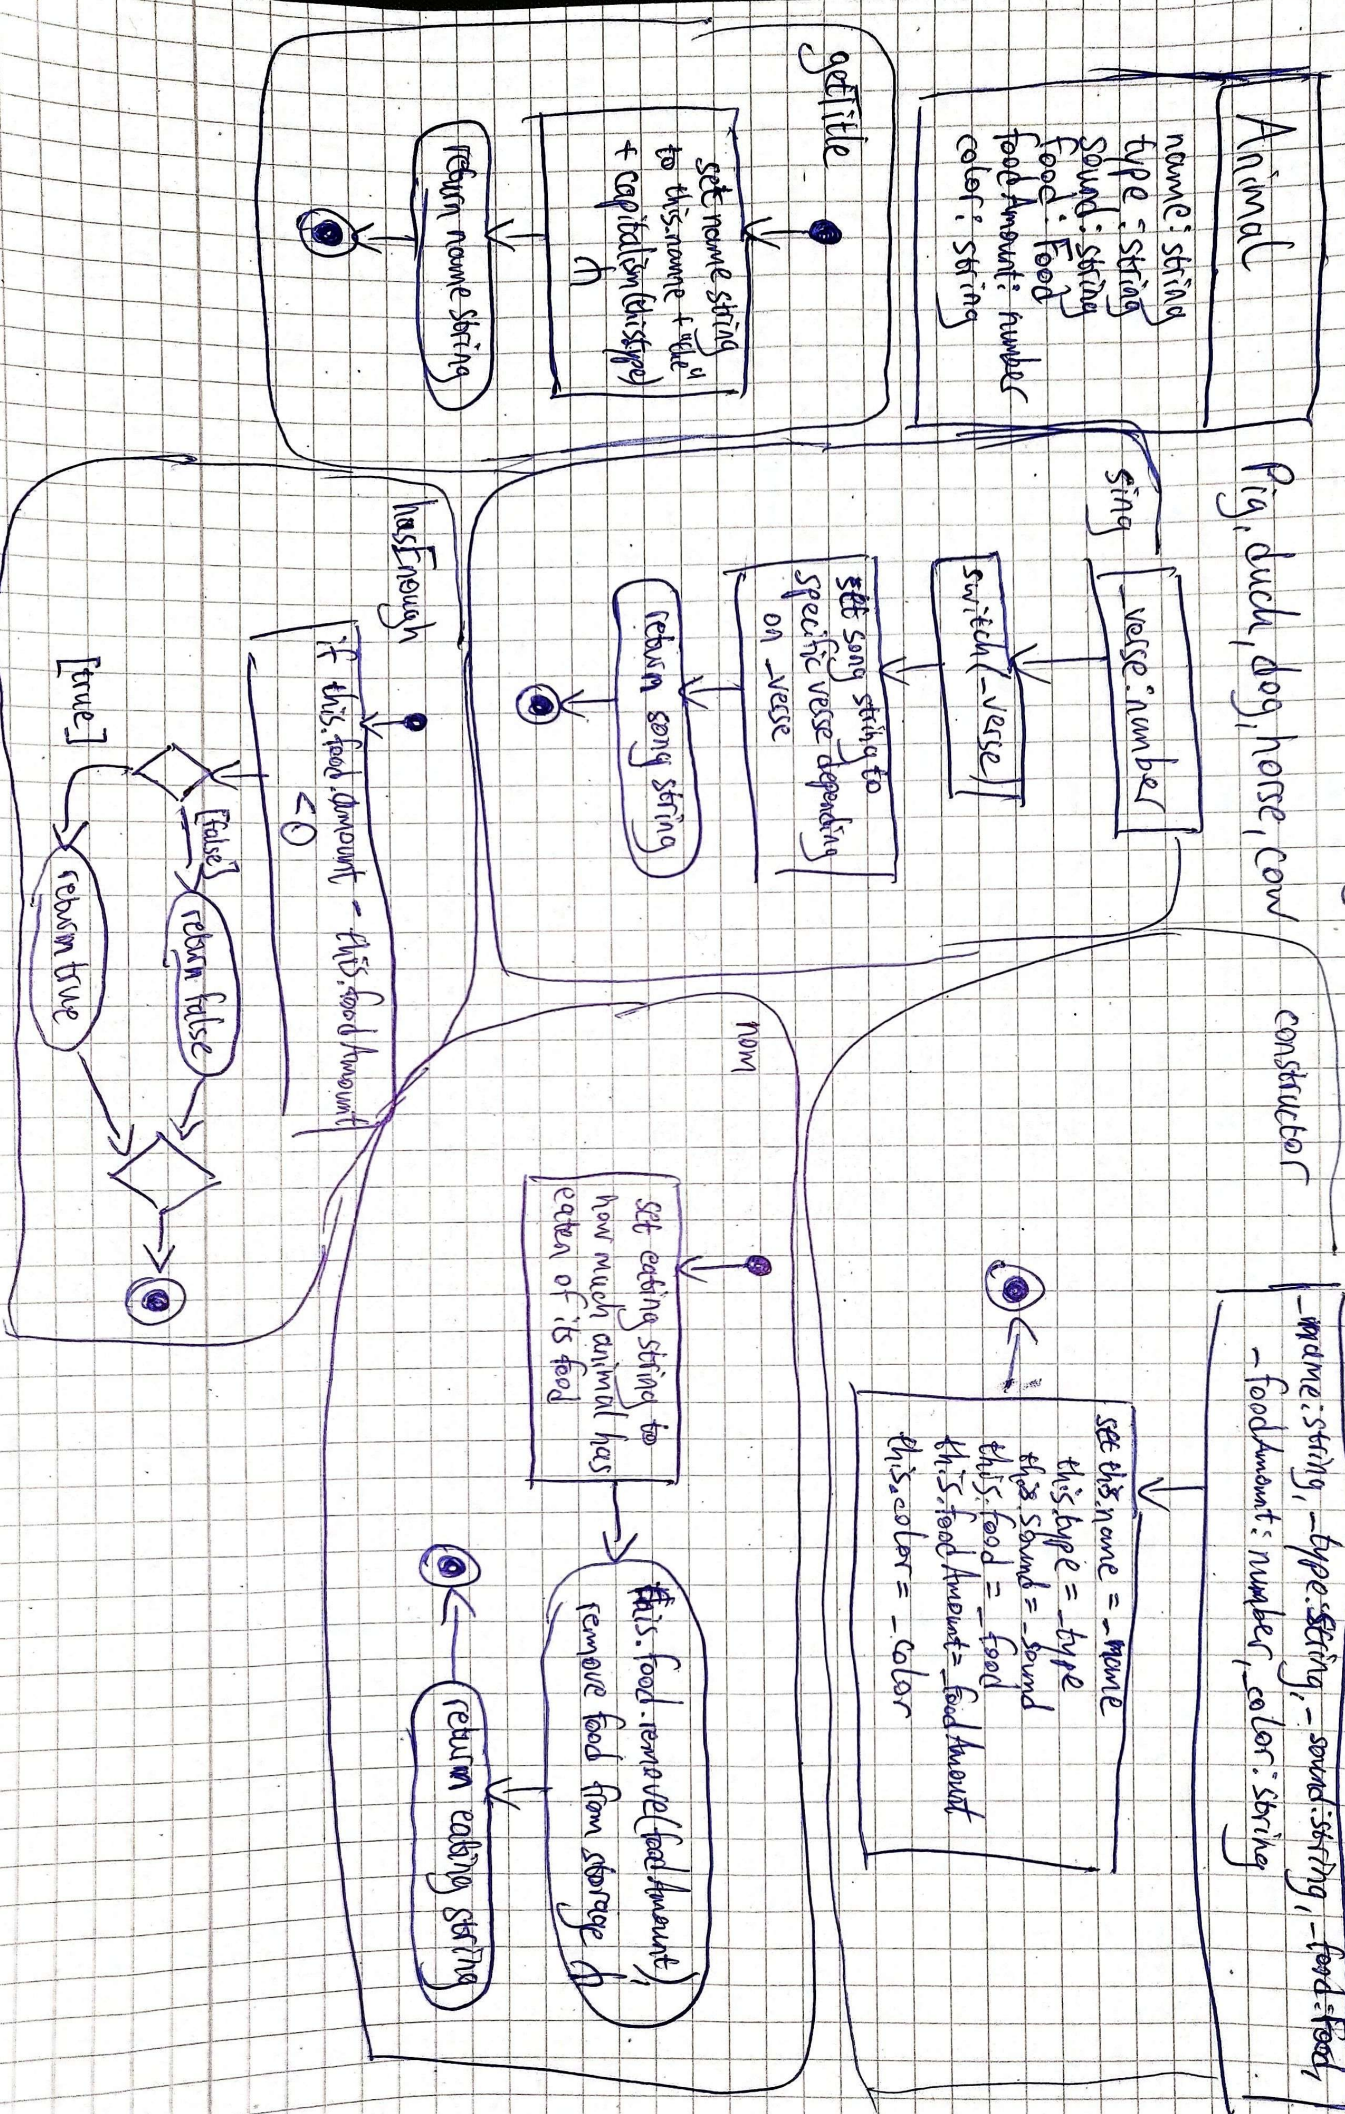 Animal
name: string
type: string
sound: string
food: Food
foodAmount: number
color: string
Pig, duck, dog, horse, cow
constructor
_name: string, _type: string, _sound: string, _food: Food,
_foodAmount: number, _color: string
set this.name = _name
this.type = _type
this.sound = _sound
this.food = _food
this.foodAmount = _foodAmount
this.color = _color
sing
_verse: number
switch(_verse)
set song string to
specific verse depending
on _verse
return song string
getTitle
set name string
to this.name + "the"
+ capitalism(this.type)
return name string
nom
set eating string to
how much animal has
eaten of its food
this.food.remove(foodAmount);
remove food from storage
return eating string
hasEnough
if this.food.amount - this.foodAmount
<0
[false]
return false
[true]
return true